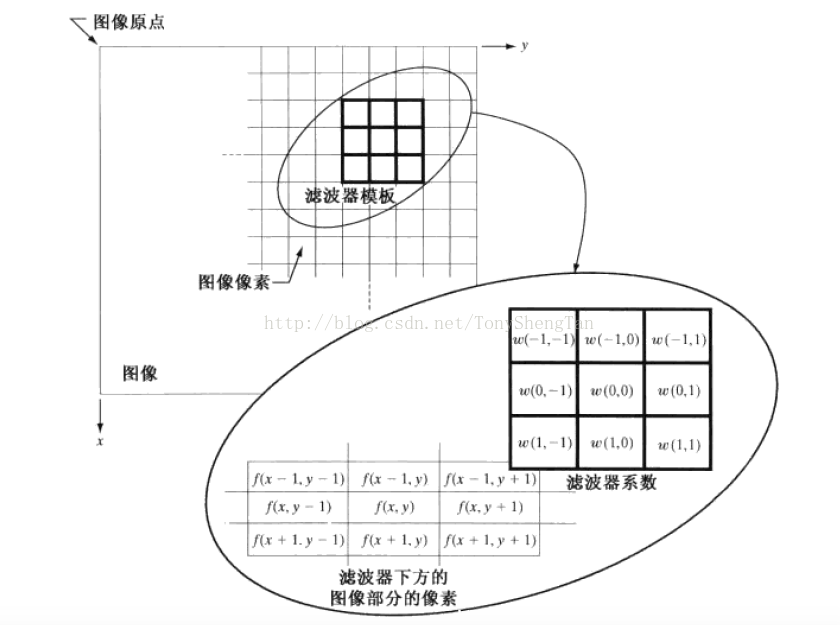 图像原点
y
滤波器模板
图像像素
http://blog.csdn.net/TonyShengTan
图像
x
w(-1,-1) w(-1,0) w(-1,1)
w(0,-1) w(0,0) w(0,1)
w(1,-1) w(1,0) w(1,1)
滤波器系数
f(x - 1, y - 1) f(x - 1, y) f(x - 1, y + 1)
f(x, y - 1) f(x, y) f(x, y + 1)
f(x + 1. y - 1) f(x + 1, y) f(x + 1, y + 1)
滤波器下方的
图像部分的像素